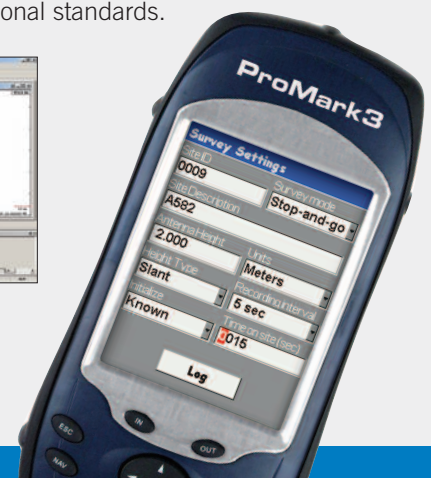 onal standards.
ProMark3
Survey Settings
Site ID
Survey mode
0009
Stop-and-go
Site Description
A582
Antenna Height
Units
2.000
Meters
Height Type
Recording interval
Slant
5 sec
Initialize
Time on site (sec)
Known
015
Log
ESC
IN
OUT
NAV